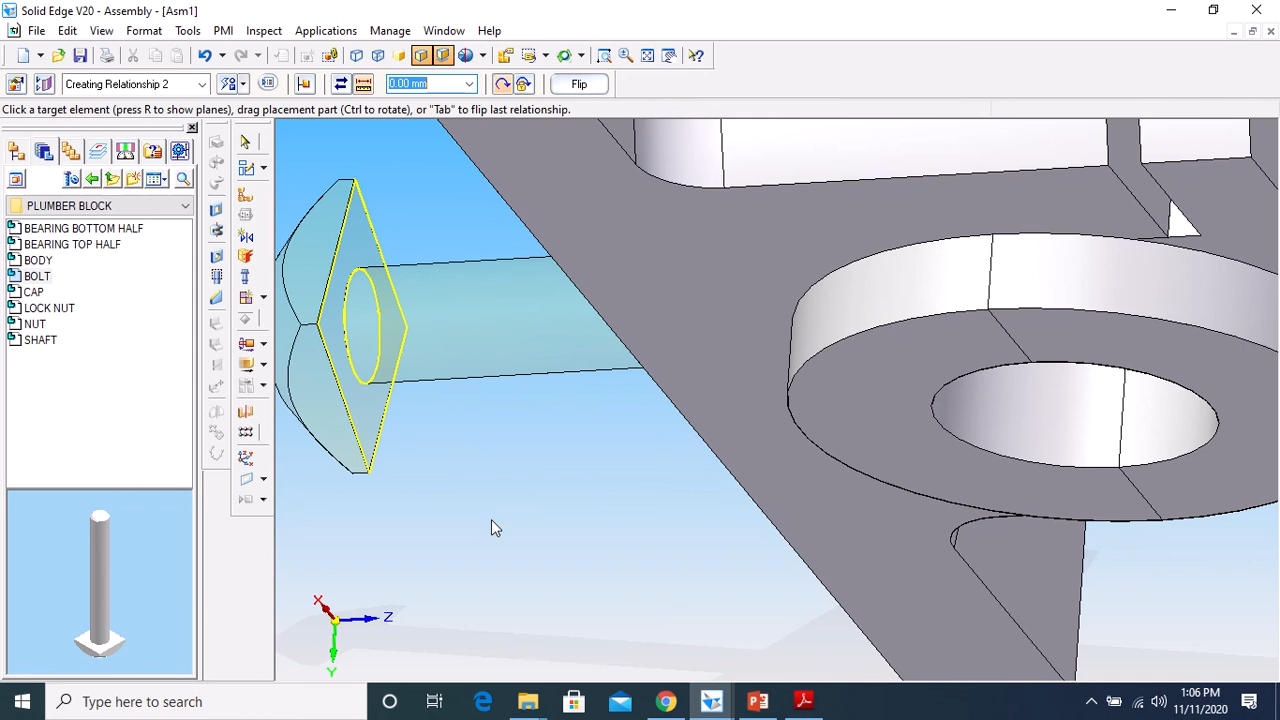 Solid Edge V20 - Assembly - [Asm1]
File Edit View Format Tools PMI Inspect Applications Manage Window Help
Creating Relationship 2
0.00 mm
Flip
Click a target element (press R to show planes), drag placement part (Ctrl to rotate), or "Tab" to flip last relationship.
PLUMBER BLOCK
BEARING BOTTOM HALF
BEARING TOP HALF
BODY
BOLT
CAP
LOCK NUT
NUT
SHAFT
X
Z
Y
Type here to search
1:06 PM
11/11/2020